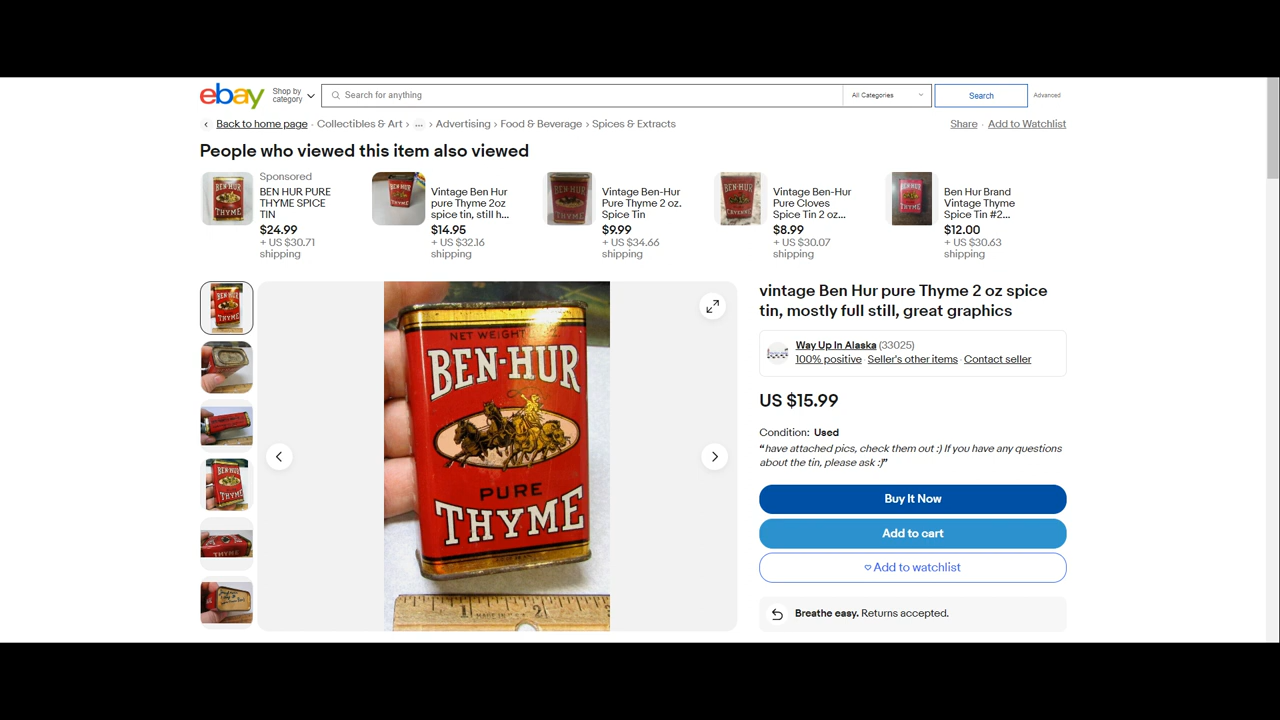 ebay
Shop by
category
Search for anything
All Categories
Search
Advanced
Back to home page
Collectibles & Art
...
Advertising
Food & Beverage
Spices & Extracts
Share
Add to Watchlist
People who viewed this item also viewed
Sponsored
BEN HUR PURE
THYME SPICE
TIN
$24.99
+ US $30.71
shipping
Vintage Ben Hur
pure Thyme 2oz
spice tin, still h...
$14.95
+ US $32.16
shipping
Vintage Ben-Hur
Pure Thyme 2 oz.
Spice Tin
$9.99
+ US $34.66
shipping
Vintage Ben-Hur
Pure Cloves
Spice Tin 2 oz...
$8.99
+ US $30.07
shipping
Ben Hur Brand
Vintage Thyme
Spice Tin #2...
$12.00
+ US $30.63
shipping
NET WEIGHT
BEN-HUR
PURE
THYME
1
2
MADE IN U.S.A.
vintage Ben Hur pure Thyme 2 oz spice
tin, mostly full still, great graphics
Way Up In Alaska (33025)
100% positive · Seller's other items · Contact seller
US $15.99
Condition: Used
“have attached pics, check them out :) If you have any questions
about the tin, please ask :)”
Buy It Now
Add to cart
Add to watchlist
Breathe easy. Returns accepted.